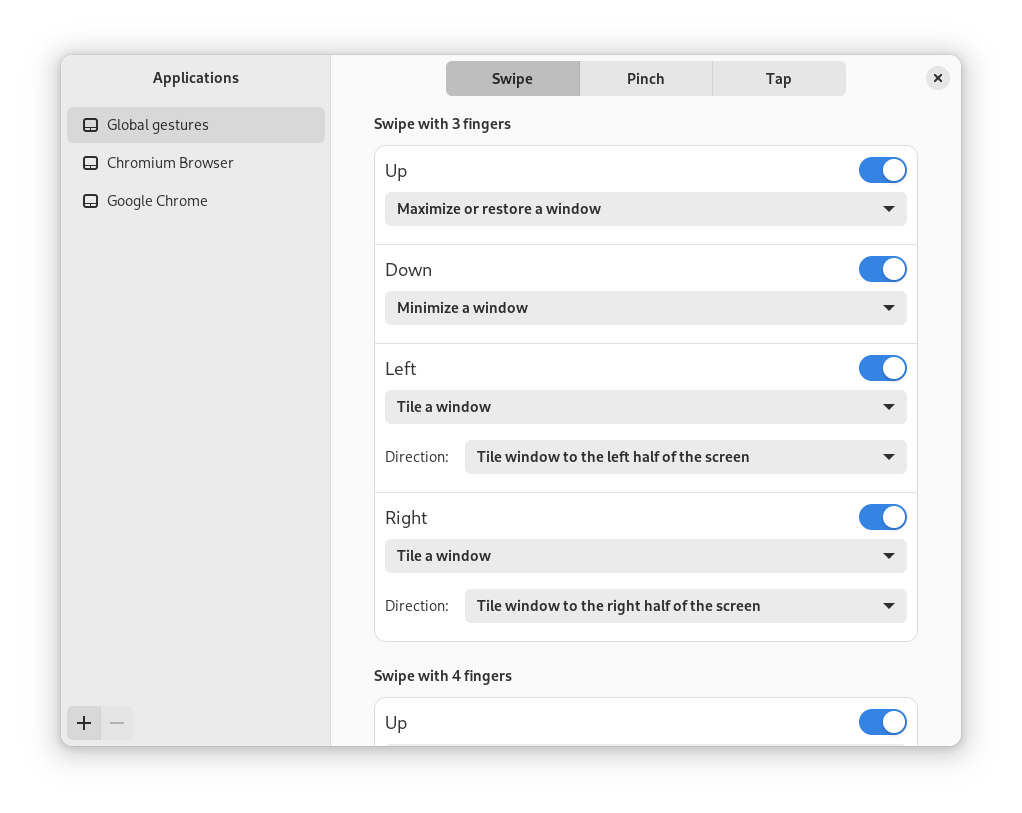 Applications
Swipe
Pinch
Tap
Global gestures
Chromium Browser
Google Chrome
Swipe with 3 fingers
Up
Maximize or restore a window
Down
Minimize a window
Left
Tile a window
Direction: Tile window to the left half of the screen
Right
Tile a window
Direction: Tile window to the right half of the screen
Swipe with 4 fingers
Up